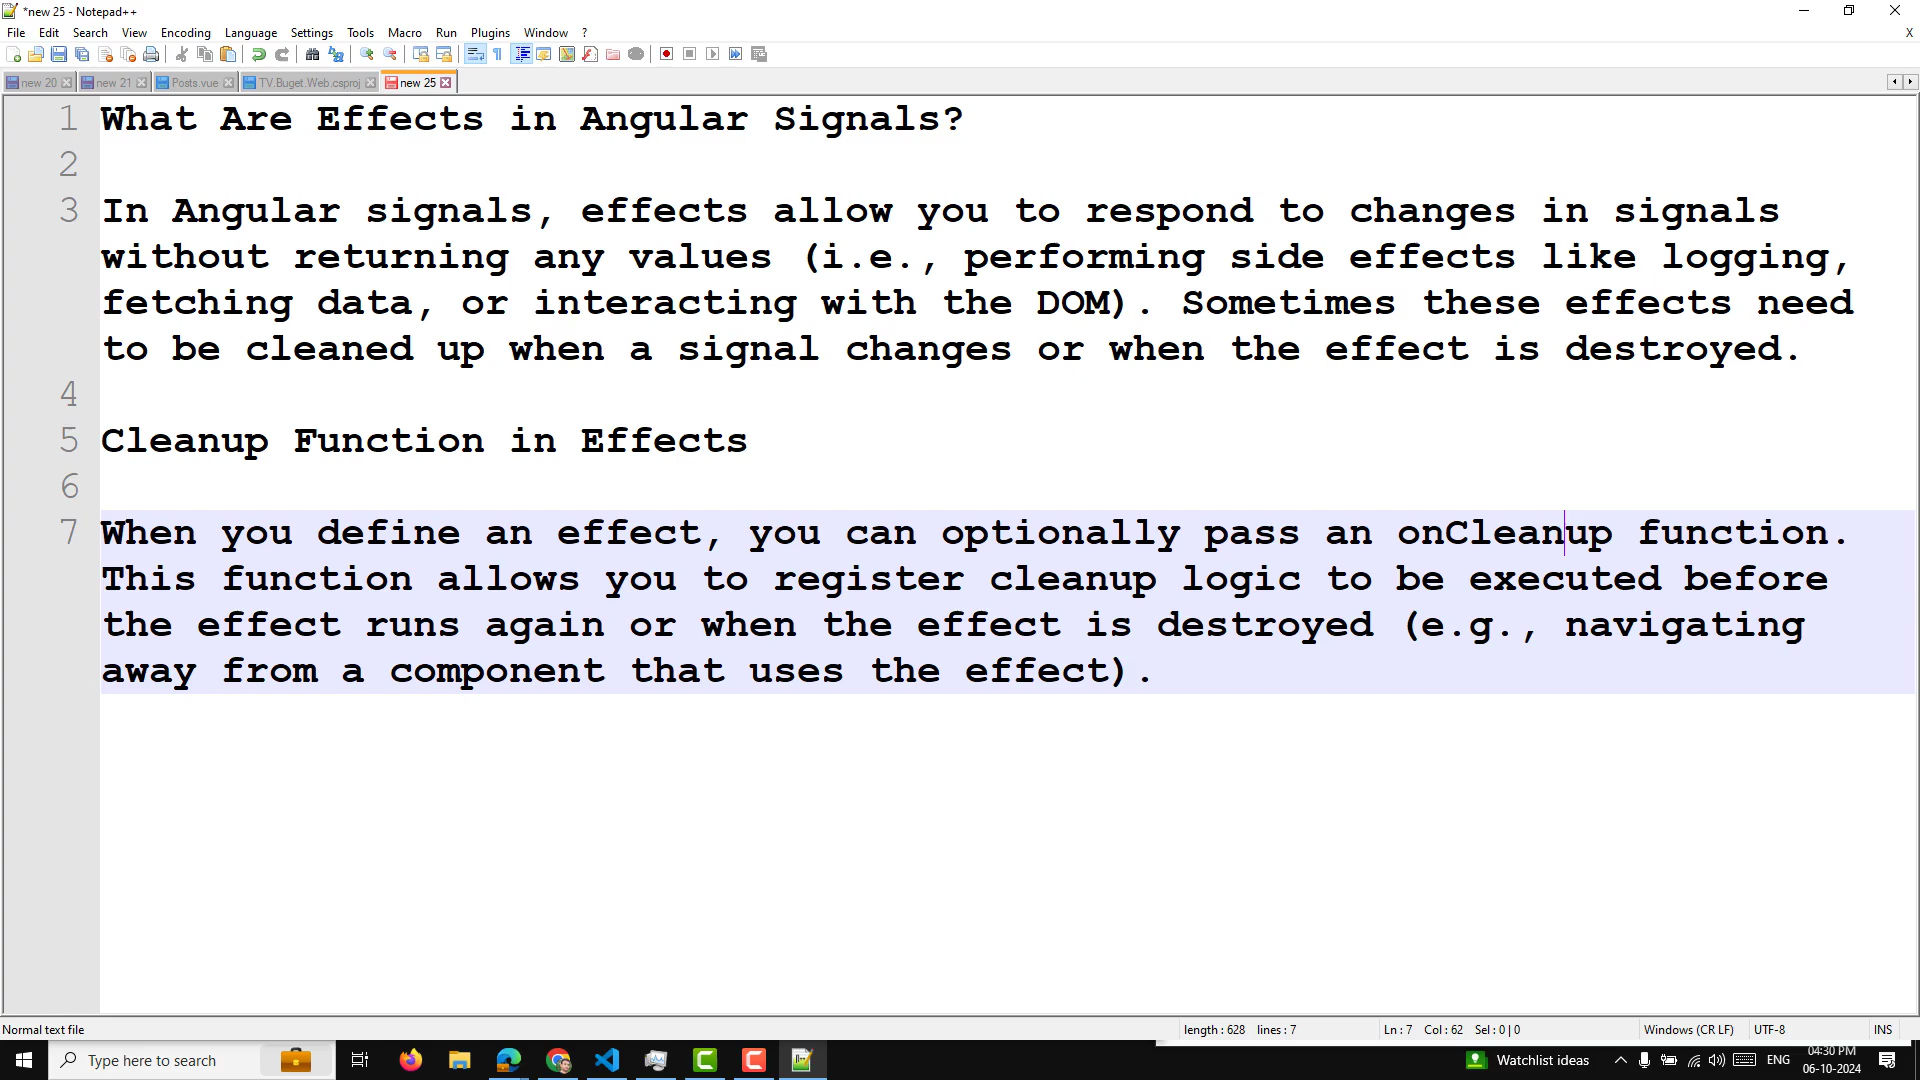 *new 25 - Notepad++
File Edit Search View Encoding Language Settings Tools Macro Run Plugins Window ? X
new 20 new 21 Posts.vue TV.Buget.Web.csproj new 25
1 What Are Effects in Angular Signals?
2
3 In Angular signals, effects allow you to respond to changes in signals
without returning any values (i.e., performing side effects like logging,
fetching data, or interacting with the DOM). Sometimes these effects need
to be cleaned up when a signal changes or when the effect is destroyed.
4
5 Cleanup Function in Effects
6
7 When you define an effect, you can optionally pass an onCleanup function.
This function allows you to register cleanup logic to be executed before
the effect runs again or when the effect is destroyed (e.g., navigating
away from a component that uses the effect).
Normal text file length : 628 lines : 7 Ln : 7 Col : 62 Sel : 0 | 0 Windows (CR LF) UTF-8 INS
Type here to search Watchlist ideas ENG 04:30 PM
06-10-2024